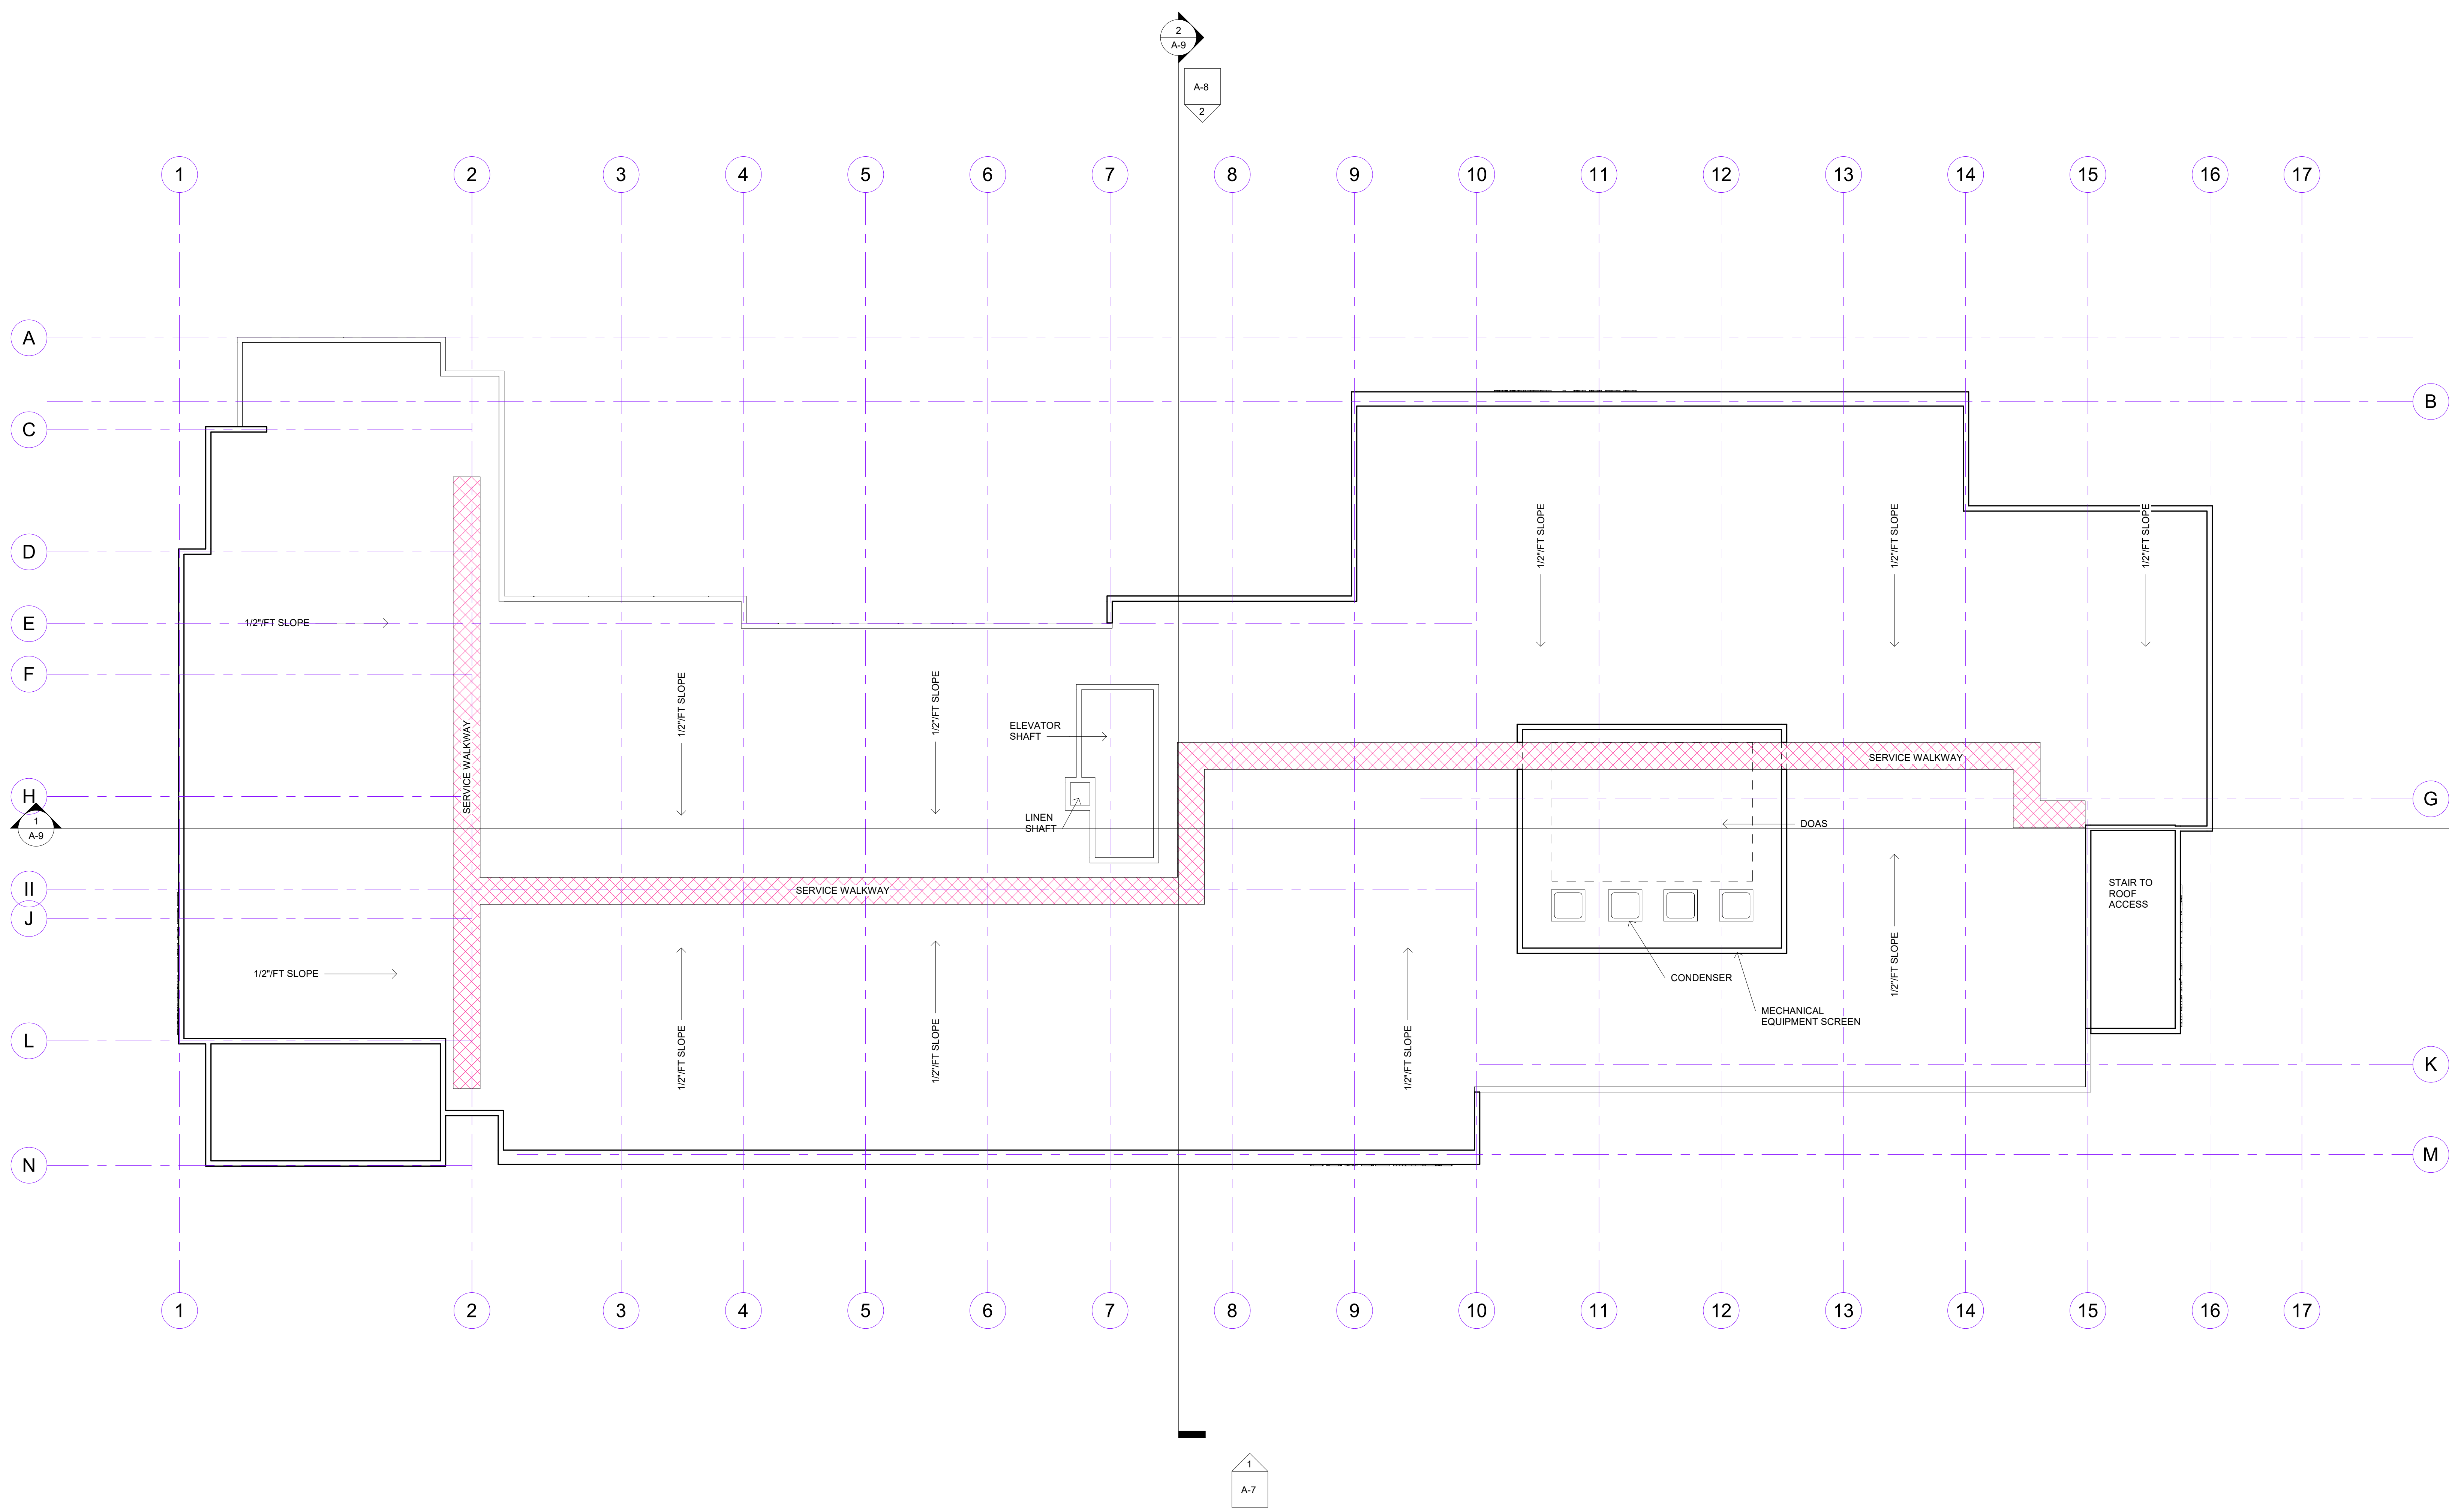 2
A-9
A-8
2
1 2 3 4 5 6 7 8 9 10 11 12 13 14 15 16 17
A
B
C
1/2"/FT SLOPE
1/2"/FT SLOPE
1/2"/FT SLOPE
D
E
1/2"/FT SLOPE
F
1/2"/FT SLOPE
1/2"/FT SLOPE
ELEVATOR
SHAFT
SERVICE WALKWAY
SERVICE WALKWAY
H
G
1
A-9
LINEN
SHAFT
DOAS
II
SERVICE WALKWAY
STAIR TO
ROOF
ACCESS
J
1/2"/FT SLOPE
1/2"/FT SLOPE
CONDENSER
MECHANICAL
EQUIPMENT SCREEN
L
1/2"/FT SLOPE
1/2"/FT SLOPE
1/2"/FT SLOPE
K
N
M
1 2 3 4 5 6 7 8 9 10 11 12 13 14 15 16 17
1
A-7